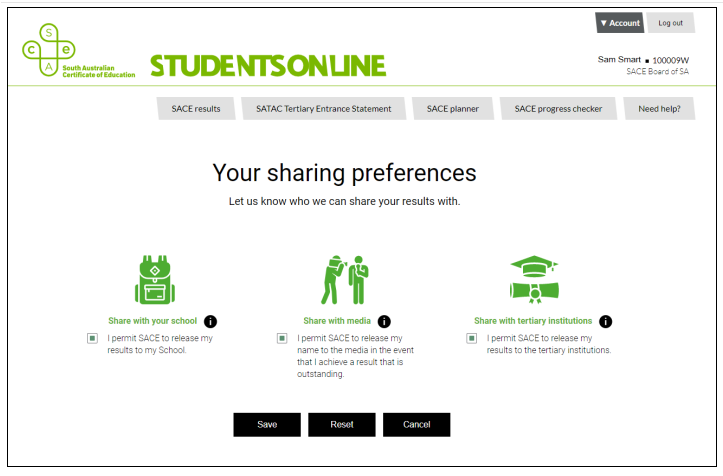 ▼ Account
Log out
S
C e
A
South Australian
Certificate of Education
STUDENTSONLINE
Sam Smart ■ 100009W
SACE Board of SA
SACE results
SATAC Tertiary Entrance Statement
SACE planner
SACE progress checker
Need help?
Your sharing preferences
Let us know who we can share your results with.
Share with your school i
I permit SACE to release my
results to my School.
Share with media i
I permit SACE to release my
name to the media in the event
that I achieve a result that is
outstanding.
Share with tertiary institutions i
I permit SACE to release my
results to the tertiary institutions.
Save
Reset
Cancel